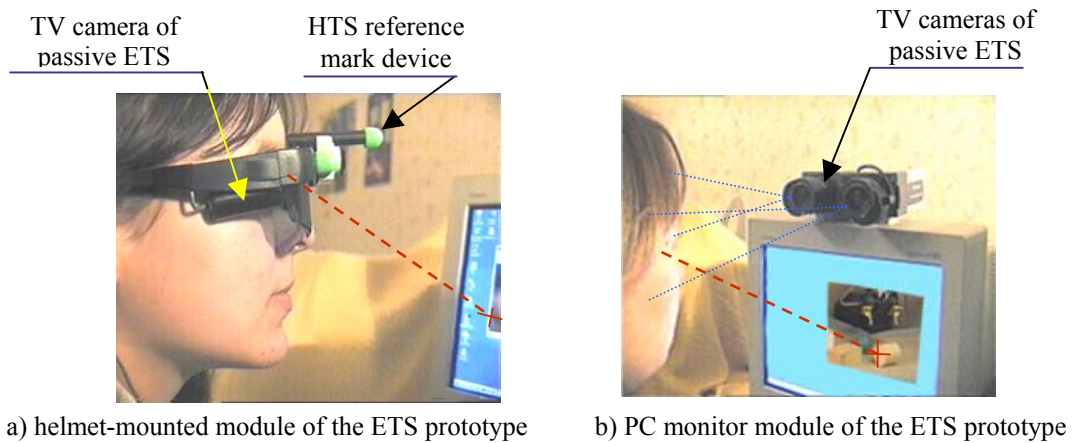 TV camera of
passive ETS
HTS reference
mark device
TV cameras of
passive ETS
a) helmet-mounted module of the ETS prototype
b) PC monitor module of the ETS prototype